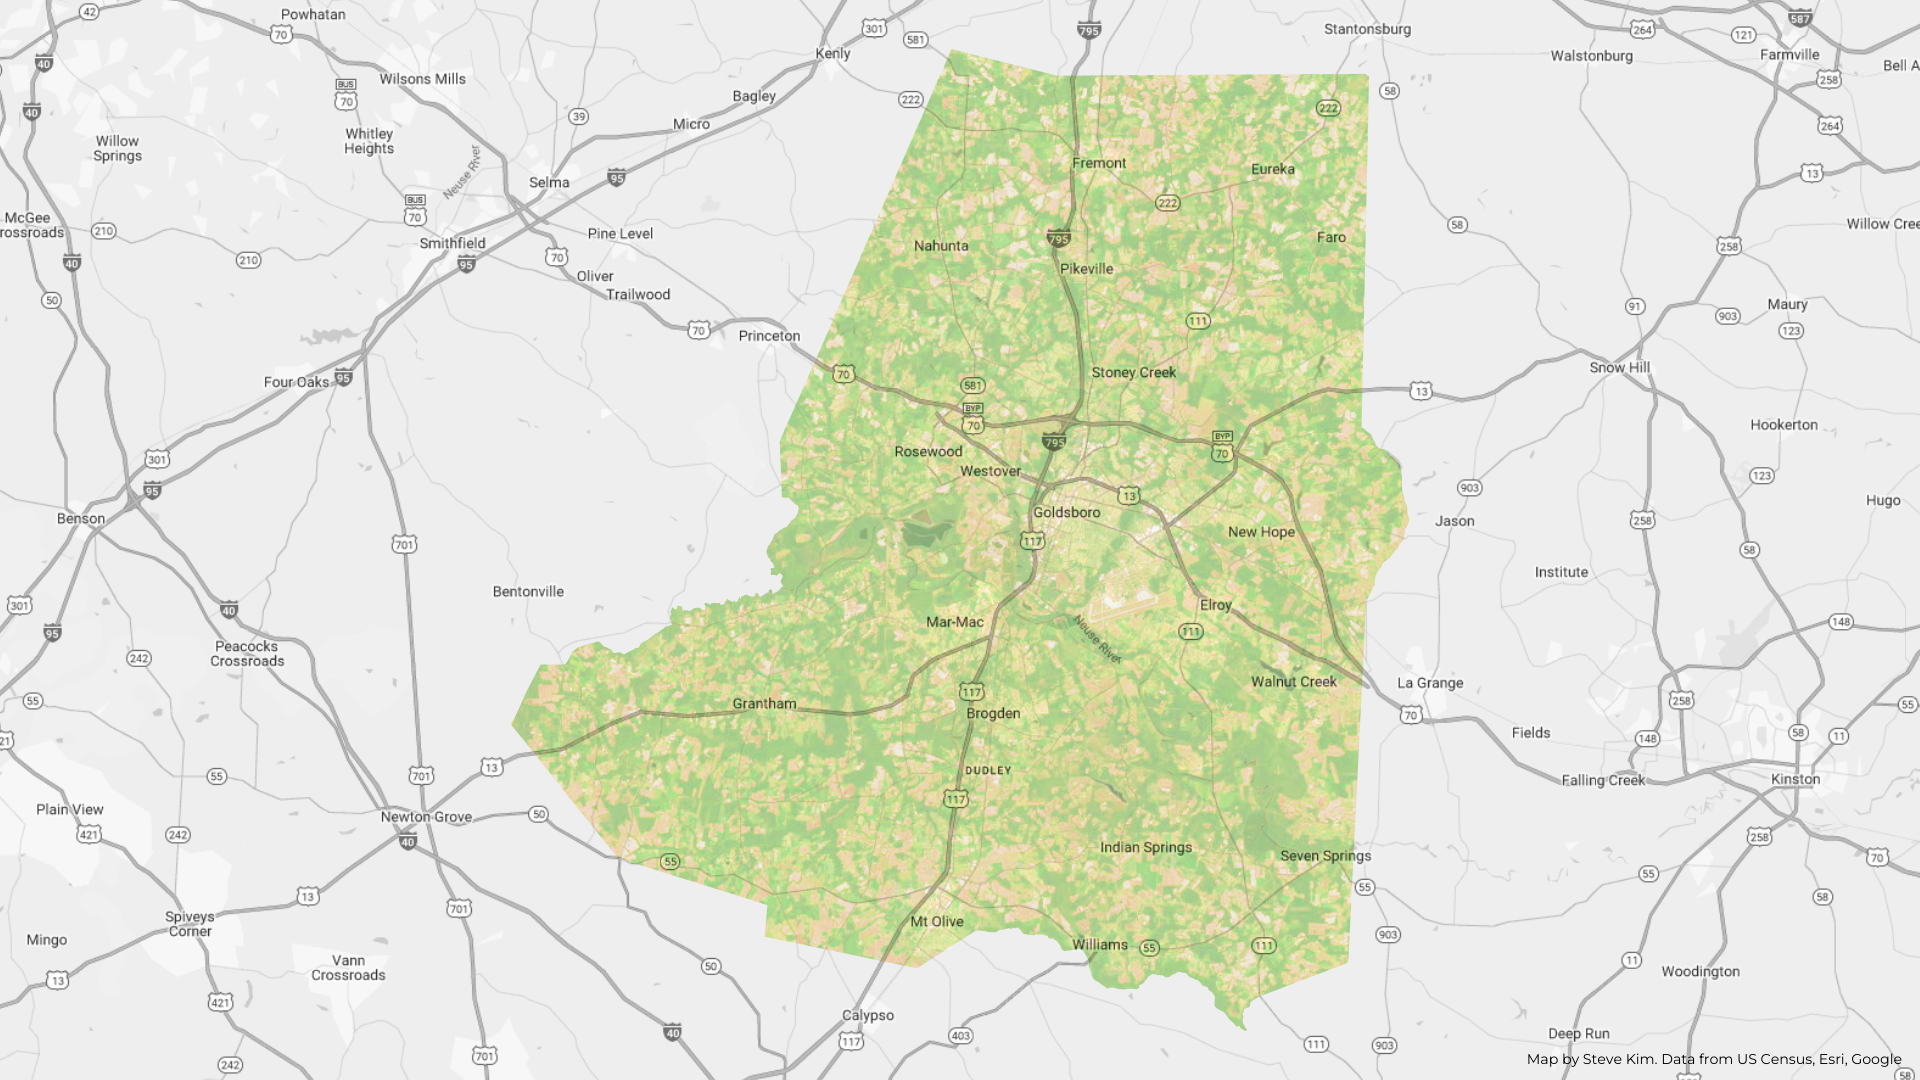 Powhatan
42
70
301
581
795
Kenly
Stantonsburg
264
121
587
Farmville
Walstonburg
258
Bell A
40
Wilsons Mills
BUS
70
222
Bagley
58
222
40
39
Micro
264
Whitley
Heights
Willow
Springs
Neuse River
Fremont
Eureka
13
Selma
95
BUS
70
222
McGee
rossroads
210
Pine Level
Smithfield
Faro
58
Willow Cree
258
Nahunta
795
210
40
95
70
Oliver
Pikeville
Trailwood
50
91
Maury
903
123
111
70
Princeton
Snow Hill
Four Oaks
95
70
581
Stoney Creek
13
BYP
70
Hookerton
795
BYP
70
Rosewood
301
Westover
123
95
903
13
Hugo
Benson
Goldsboro
Jason
258
701
117
New Hope
58
Institute
Bentonville
301
40
Elroy
95
Mar-Mac
111
148
Neuse River
Peacocks
Crossroads
242
Walnut Creek
La Grange
55
117
258
55
Grantham
Brogden
70
Fields
58
11
21
148
13
DUDLEY
55
701
Falling Creek
Kinston
117
Plain View
Newton Grove
50
421
242
40
258
Indian Springs
Seven Springs
70
55
55
55
13
58
701
Spiveys
Corner
Mt Olive
903
Mingo
Williams
55
111
Vann
Crossroads
50
11
Woodington
13
421
Calypso
40
403
117
111
903
Deep Run
701
242
58
Map by Steve Kim. Data from US Census, Esri, Google